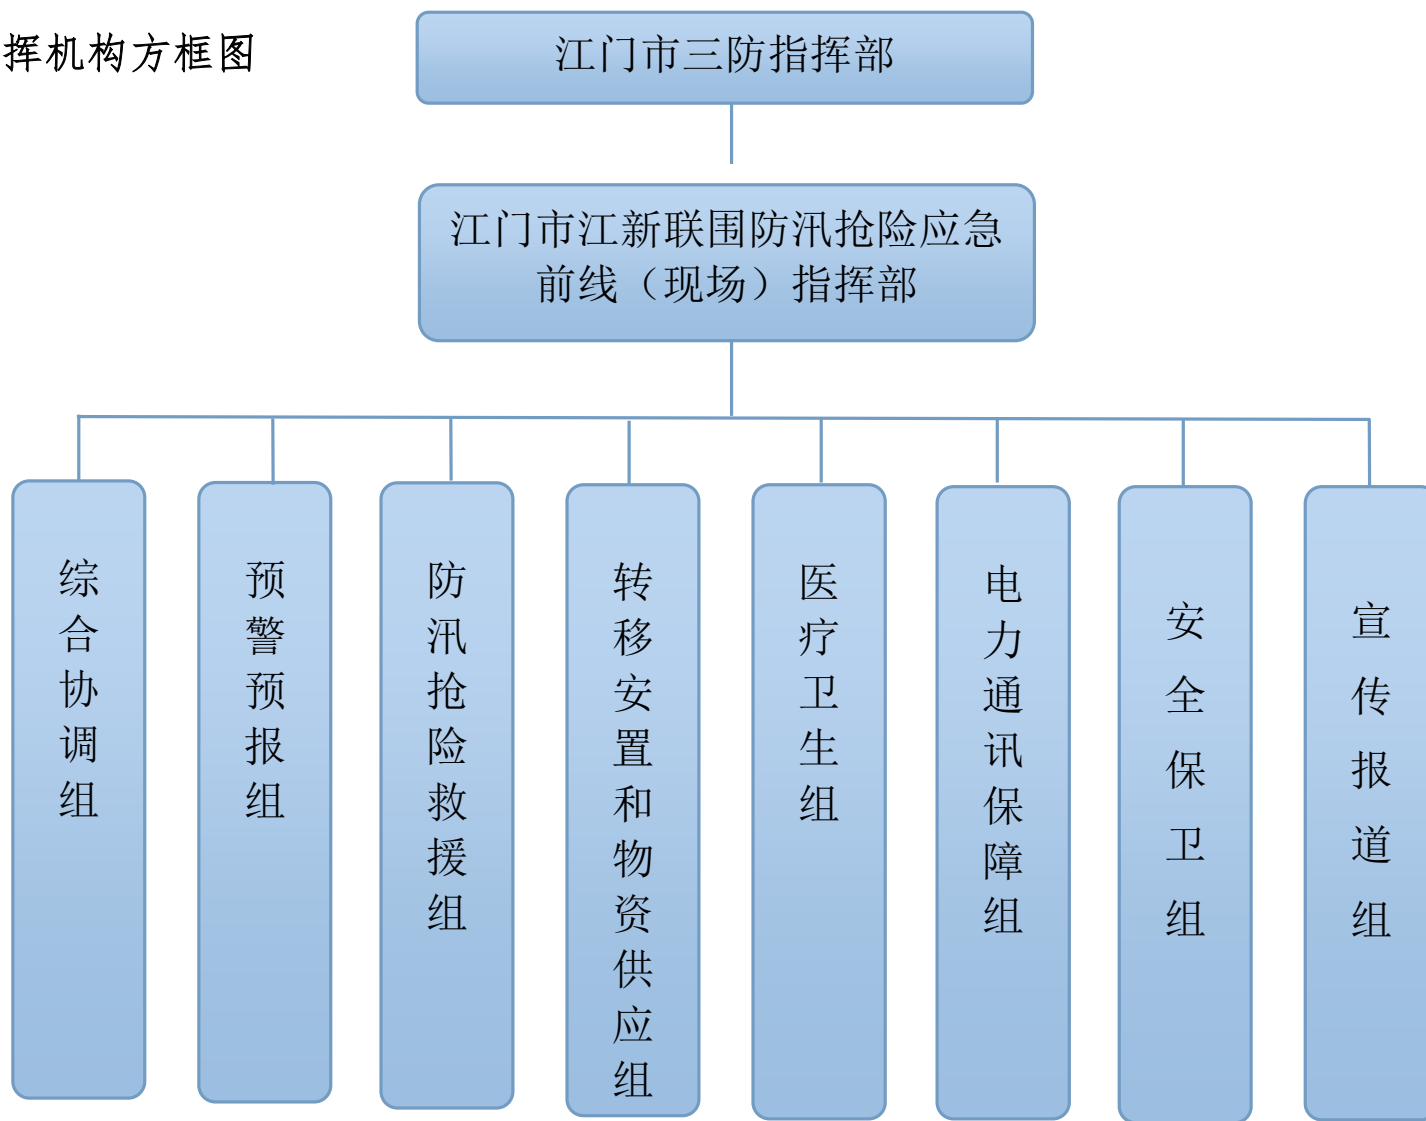 挥机构方框图
江门市三防指挥部
江门市江新联围防汛抢险应急
前线（现场）指挥部
综合协调组
预警预报组
防汛抢险救援组
转移安置和物资供应组
医疗卫生组
电力通讯保障组
安全保卫组
宣传报道组